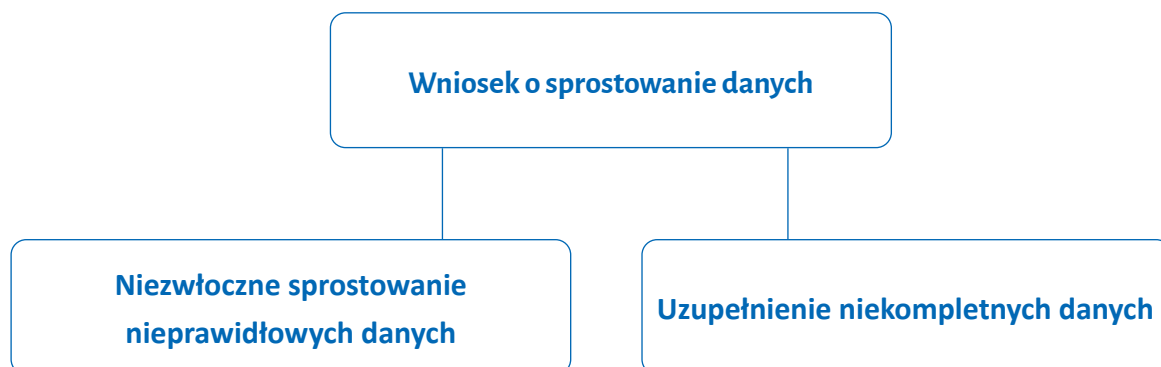 Wniosek o sprostowanie danych
Niezwłoczne sprostowanie
nieprawidłowych danych
Uzupełnienie niekompletnych danych